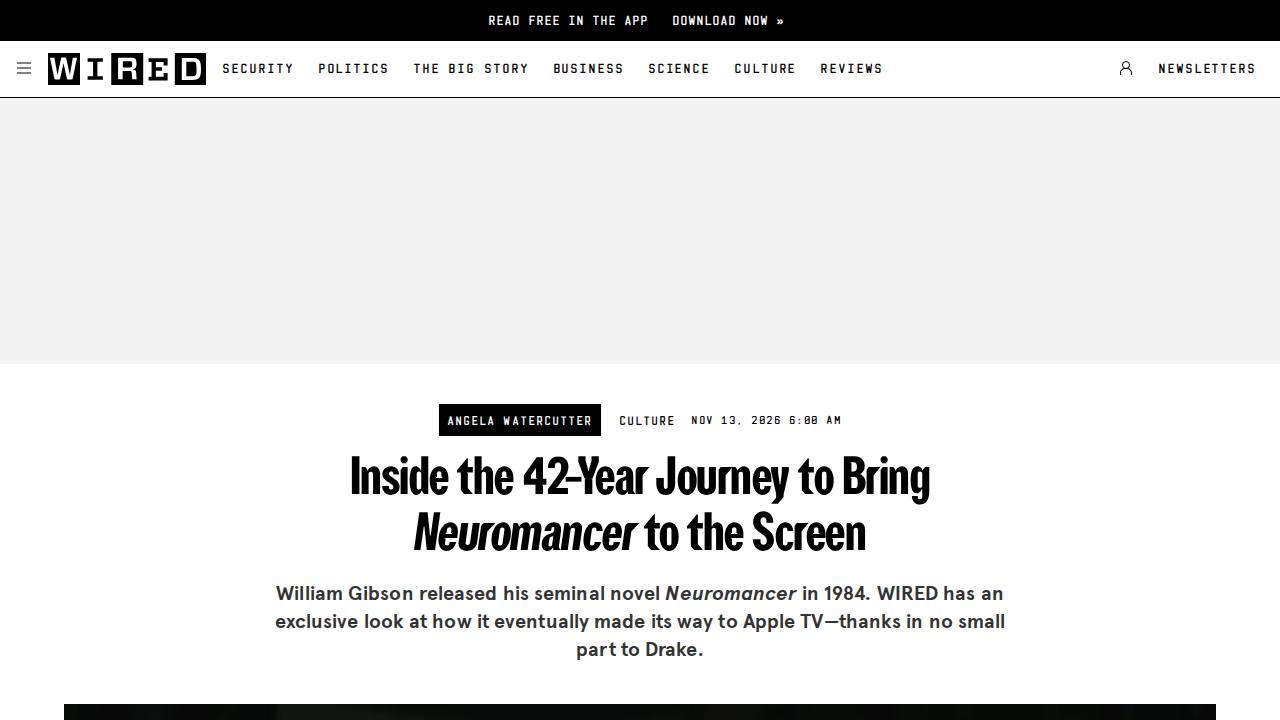 READ FREE IN THE APP DOWNLOAD NOW »
WIRED SECURITY POLITICS THE BIG STORY BUSINESS SCIENCE CULTURE REVIEWS NEWSLETTERS
ANGELA WATERCUTTER CULTURE NOV 13, 2026 6:00 AM
Inside the 42-Year Journey to Bring
Neuromancer to the Screen
William Gibson released his seminal novel Neuromancer in 1984. WIRED has an
exclusive look at how it eventually made its way to Apple TV—thanks in no small
part to Drake.